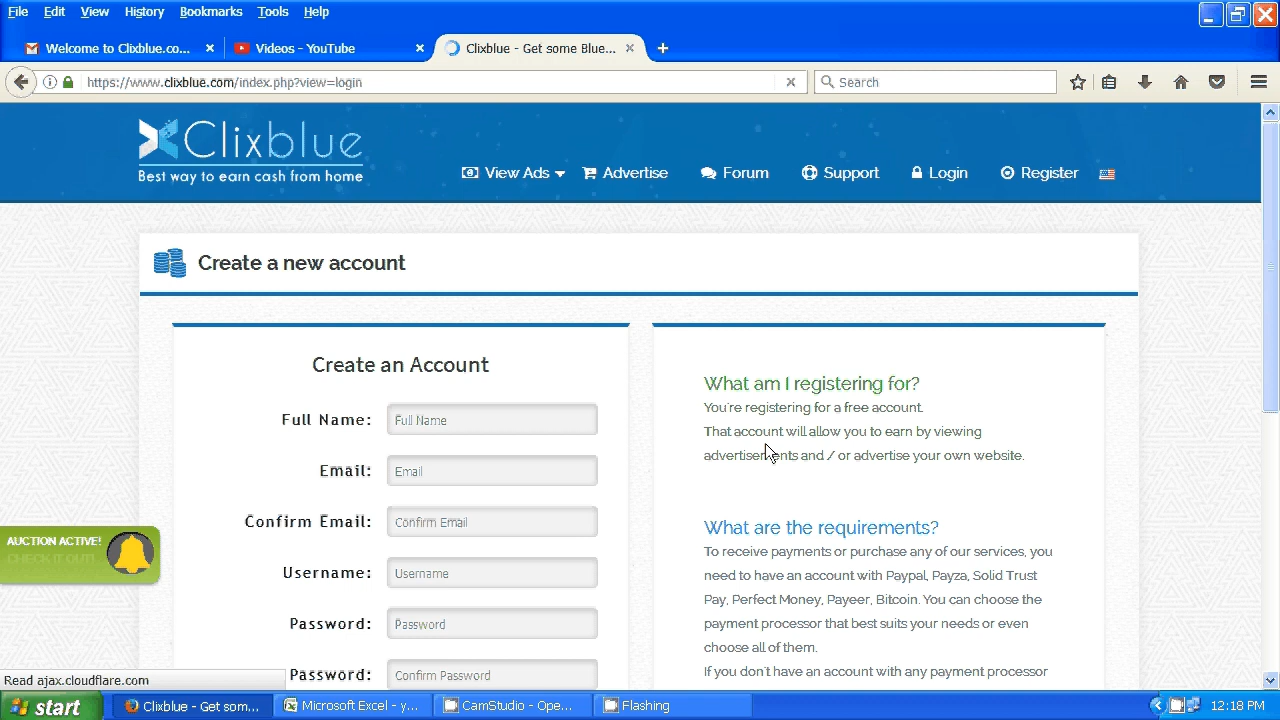 File Edit View History Bookmarks Tools Help
Welcome to Clixblue.co... Videos - YouTube Clixblue - Get some Blue...
https://www.clixblue.com/index.php?view=login Search
Clixblue
Best way to earn cash from home
View Ads Advertise Forum Support Login Register
Create a new account
Create an Account
Full Name: Full Name
Email: Email
Confirm Email: Confirm Email
Username: Username
Password: Password
Password: Confirm Password
What am I registering for?
You're registering for a free account.
That account will allow you to earn by viewing
advertisements and / or advertise your own website.
What are the requirements?
To receive payments or purchase any of our services, you
need to have an account with Paypal, Payza, Solid Trust
Pay, Perfect Money, Payeer, Bitcoin. You can choose the
payment processor that best suits your needs or even
choose all of them.
If you don't have an account with any payment processor
AUCTION ACTIVE!
CHECK IT OUT!
Read ajax.cloudflare.com
start Clixblue - Get som... Microsoft Excel - y... CamStudio - Ope... Flashing 12:18 PM